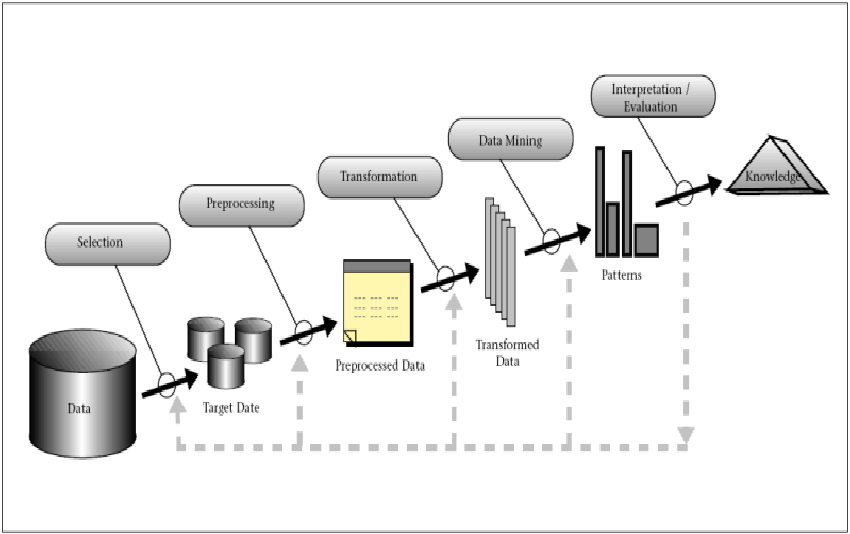 Interpretation /
Evaluation
Data Mining
Transformation
Preprocessing
Selection
Knowledge
Patterns
Transformed
Data
Preprocessed Data
Target Date
Data